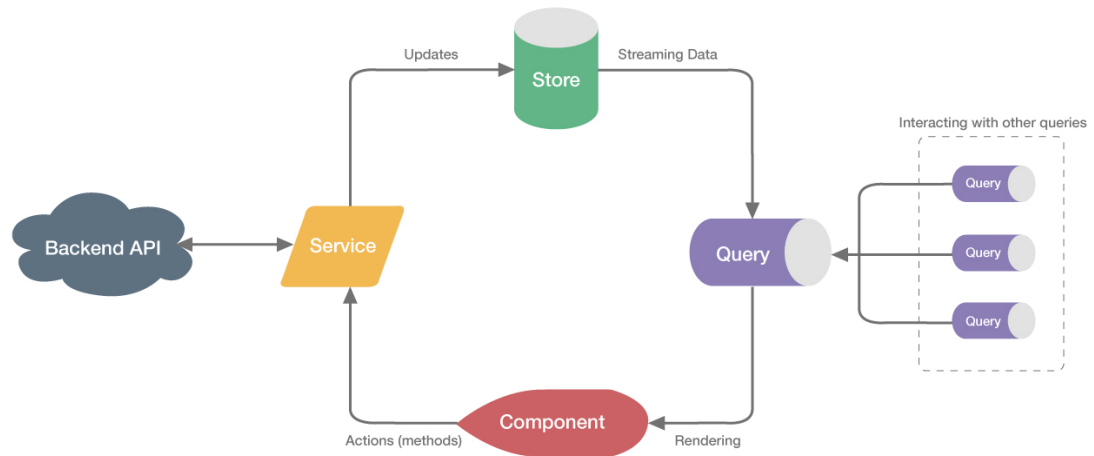 Updates
Store
Streaming Data
Interacting with other queries
Query
Backend API
Service
Query
Query
Query
Actions (methods)
Component
Rendering